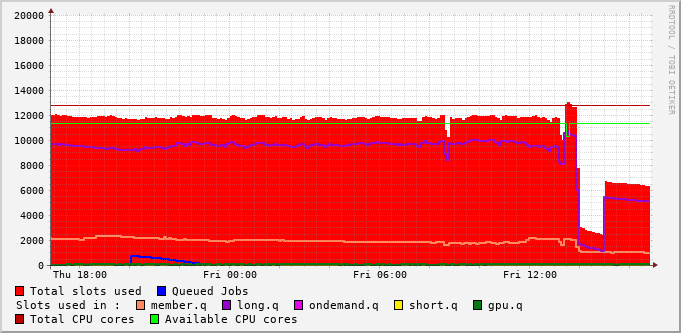 20000
18000
16000
14000
12000
10000
8000
6000
4000
2000
0
Thu 18:00 Fri 00:00 Fri 06:00 Fri 12:00
RRDTOOL / TOBI OETIKER
Total slots used Queued Jobs
Slots used in : member.q long.q ondemand.q short.q gpu.q
Total CPU cores Available CPU cores